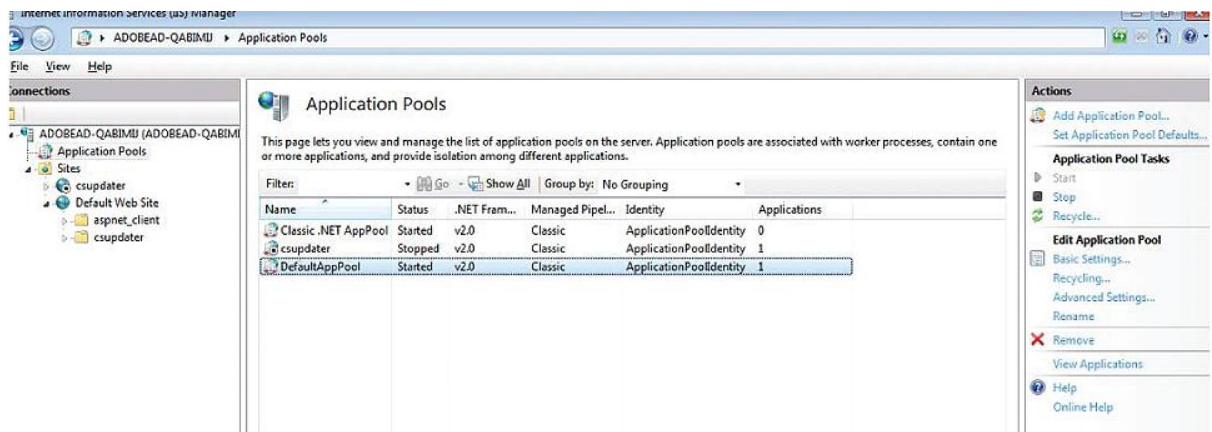 Internet Information Services (IIS) Manager
ADOBEAD-QABIMIJ
Application Pools
File View Help
Connections
ADOBEAD-QABIMIJ (ADOBEAD-QABIMI
Application Pools
Sites
csupdater
Default Web Site
aspnet_client
csupdater
Application Pools
This page lets you view and manage the list of application pools on the server. Application pools are associated with worker processes, contain one
or more applications, and provide isolation among different applications.
Filter: Go Show All Group by: No Grouping
Name Status .NET Fram... Managed Pipel... Identity Applications
Classic .NET AppPool Started v2.0 Classic ApplicationPoolIdentity 0
csupdater Stopped v2.0 Classic ApplicationPoolIdentity 1
DefaultAppPool Started v2.0 Classic ApplicationPoolIdentity 1
Actions
Add Application Pool...
Set Application Pool Defaults...
Application Pool Tasks
Start
Stop
Recycle...
Edit Application Pool
Basic Settings...
Recycling...
Advanced Settings...
Rename
Remove
View Applications
Help
Online Help